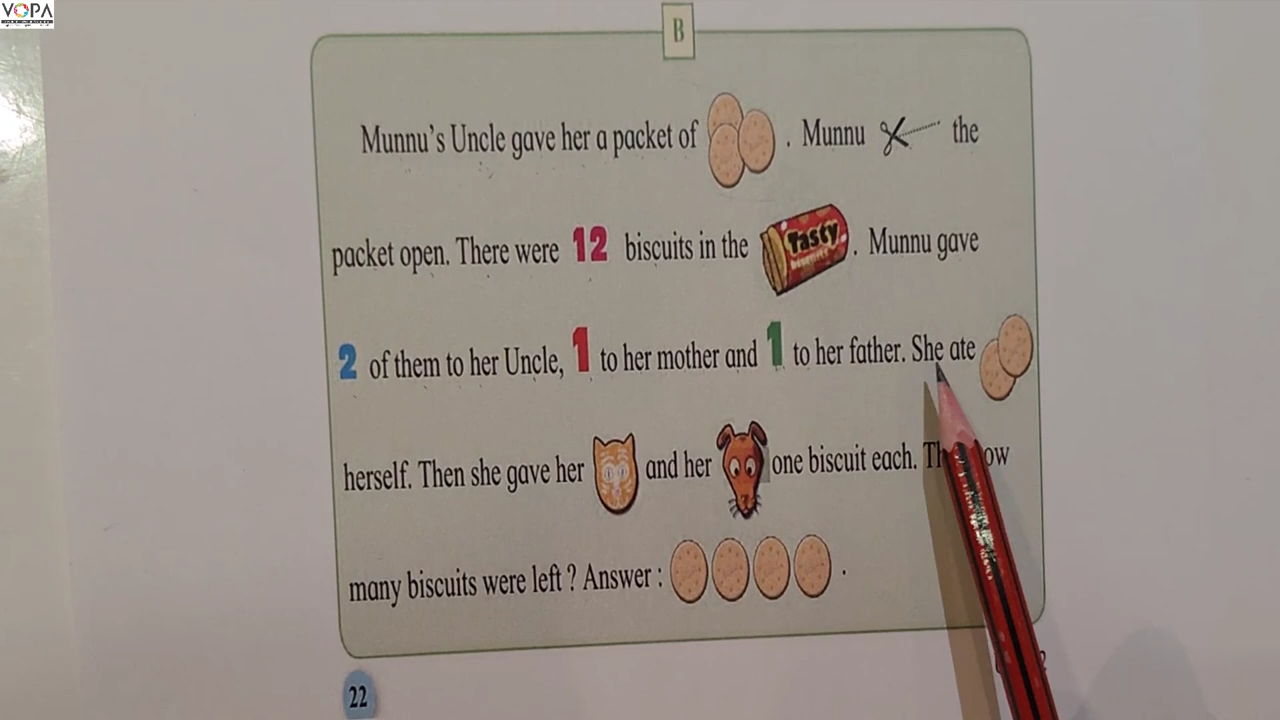 VOPA
B
Munnu's Uncle gave her a packet of . Munnu the
packet open. There were 12 biscuits in the Tasty biscuits . Munnu gave
2 of them to her Uncle, 1 to her mother and 1 to her father. She ate
herself. Then she gave her and her one biscuit each.
many biscuits were left ? Answer : .
22